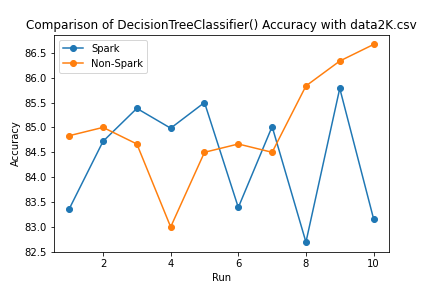 Comparison of DecisionTreeClassifier() Accuracy with data2K.csv
Spark
Non-Spark
Accuracy
86.5
86.0
85.5
85.0
84.5
84.0
83.5
83.0
82.5
2 4 6 8 10
Run